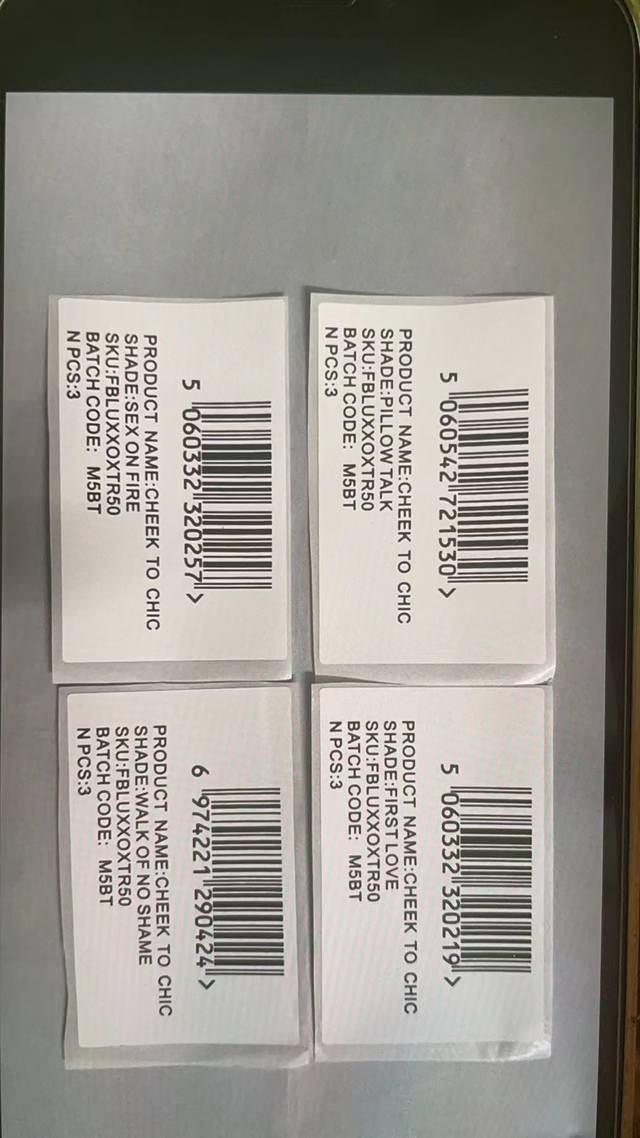 5 060542 721530 >
PRODUCT NAME:CHEEK TO CHIC
SHADE:PILLOW TALK
SKU:FBLUXXOXTR50
BATCH CODE: M5BT
N PCS:3
5 060332 320219 >
PRODUCT NAME:CHEEK TO CHIC
SHADE:FIRST LOVE
SKU:FBLUXXOXTR50
BATCH CODE: M5BT
N PCS:3
5 060332 320257 >
PRODUCT NAME:CHEEK TO CHIC
SHADE:SEX ON FIRE
SKU:FBLUXXOXTR50
BATCH CODE: M5BT
N PCS:3
6 974221 290424 >
PRODUCT NAME:CHEEK TO CHIC
SHADE:WALK OF NO SHAME
SKU:FBLUXXOXTR50
BATCH CODE: M5BT
N PCS:3